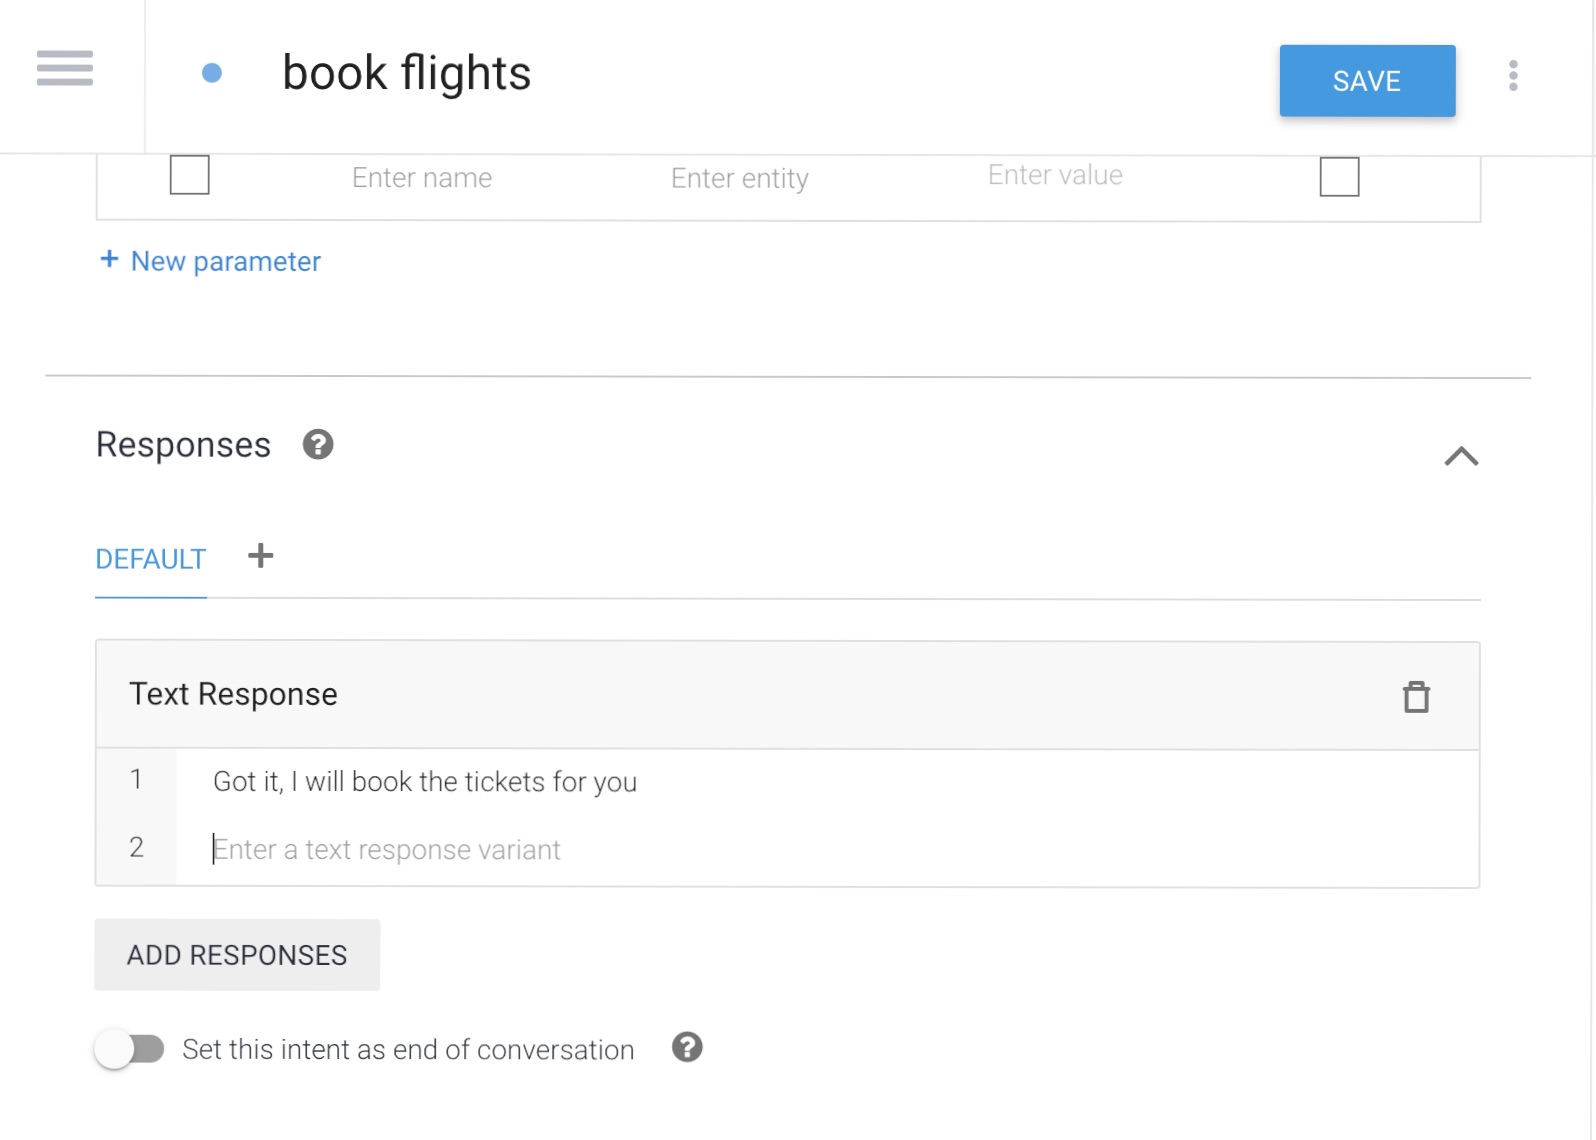 book flights
SAVE
Enter name Enter entity Enter value
+ New parameter
Responses ?
DEFAULT +
Text Response
1 Got it, I will book the tickets for you
2 Enter a text response variant
ADD RESPONSES
Set this intent as end of conversation ?